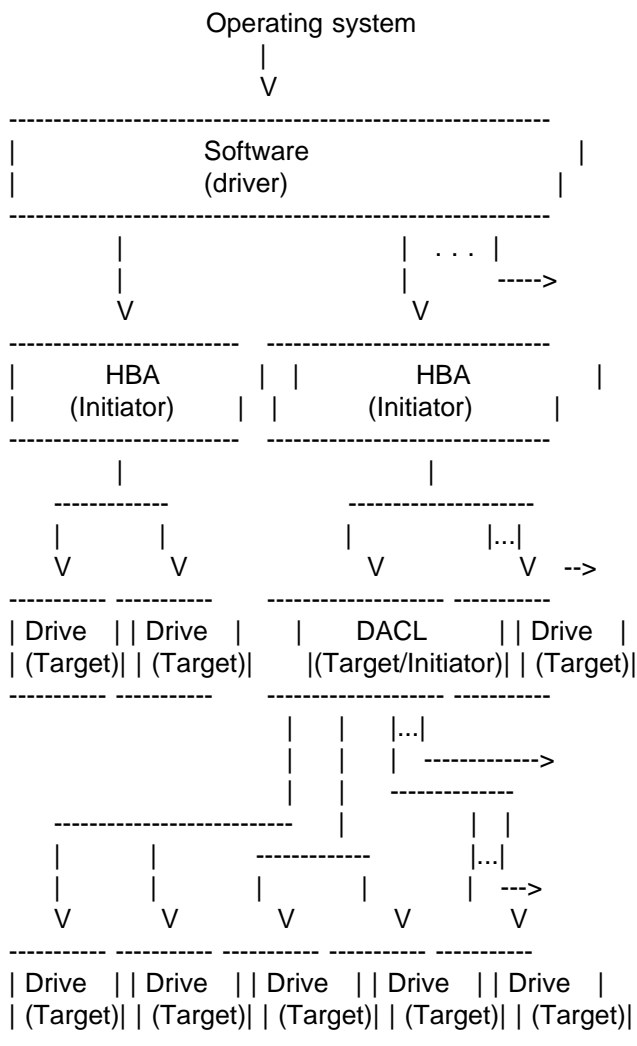 Operating system
|
V
------------------------------------------------------------
| Software |
| (driver) |
------------------------------------------------------------
| | . . . |
| | ----->
V V
-------------------------- --------------------------------
| HBA | | HBA |
| (Initiator) | | (Initiator) |
-------------------------- --------------------------------
| |
------------- ---------------------
| | | |...|
V V V V -->
----------- ----------- -------------------- -----------
| Drive | | Drive | | DACL | | Drive |
| (Target)| | (Target)| |(Target/Initiator)| | (Target)|
----------- ----------- -------------------- -----------
| | |...|
| | | ------------->
| | --------------
--------------------------- | | |
| | ------------- |...|
| | | | | --->
V V V V V
----------- ----------- ----------- ----------- -----------
| Drive | | Drive | | Drive | | Drive | | Drive |
| (Target)| | (Target)| | (Target)| | (Target)| | (Target)|